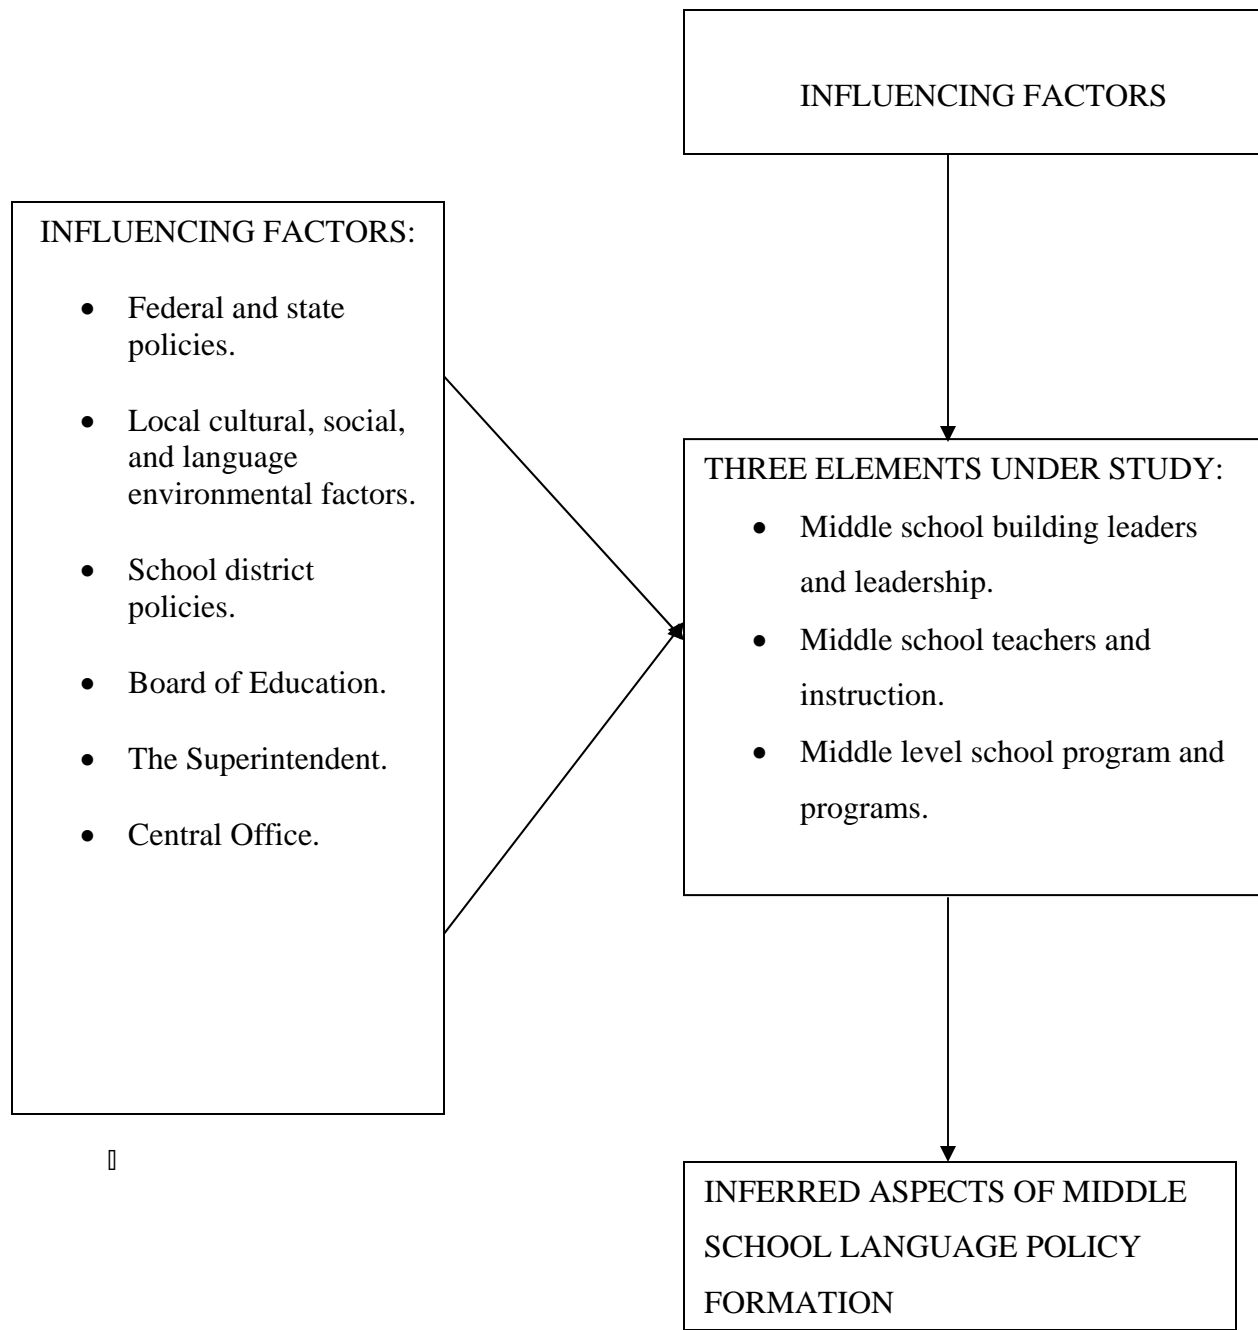 INFLUENCING FACTORS
INFLUENCING FACTORS:
• Federal and state
policies.
• Local cultural, social,
and language
environmental factors.
• School district
policies.
• Board of Education.
• The Superintendent.
• Central Office.
THREE ELEMENTS UNDER STUDY:
• Middle school building leaders
and leadership.
• Middle school teachers and
instruction.
• Middle level school program and
programs.
INFERRED ASPECTS OF MIDDLE
SCHOOL LANGUAGE POLICY
FORMATION